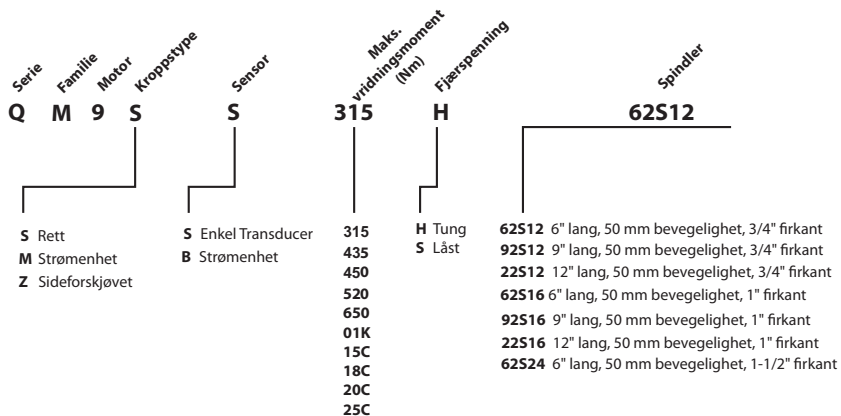 Serie
Familie
Motor
Kroppstype
Sensor
Maks.
vridningsmoment
(Nm)
Fjærspenning
Spindler
Q M 9 S S 315 H 62S12
S Rett
M Strømenhet
Z Sideforskjøvet
S Enkel Transducer
B Strømenhet
315
435
450
520
650
01K
15C
18C
20C
25C
H Tung
S Låst
62S12 6" lang, 50 mm bevegelighet, 3/4" firkant
92S12 9" lang, 50 mm bevegelighet, 3/4" firkant
22S12 12" lang, 50 mm bevegelighet, 3/4" firkant
62S16 6" lang, 50 mm bevegelighet, 1" firkant
92S16 9" lang, 50 mm bevegelighet, 1" firkant
22S16 12" lang, 50 mm bevegelighet, 1" firkant
62S24 6" lang, 50 mm bevegelighet, 1-1/2" firkant